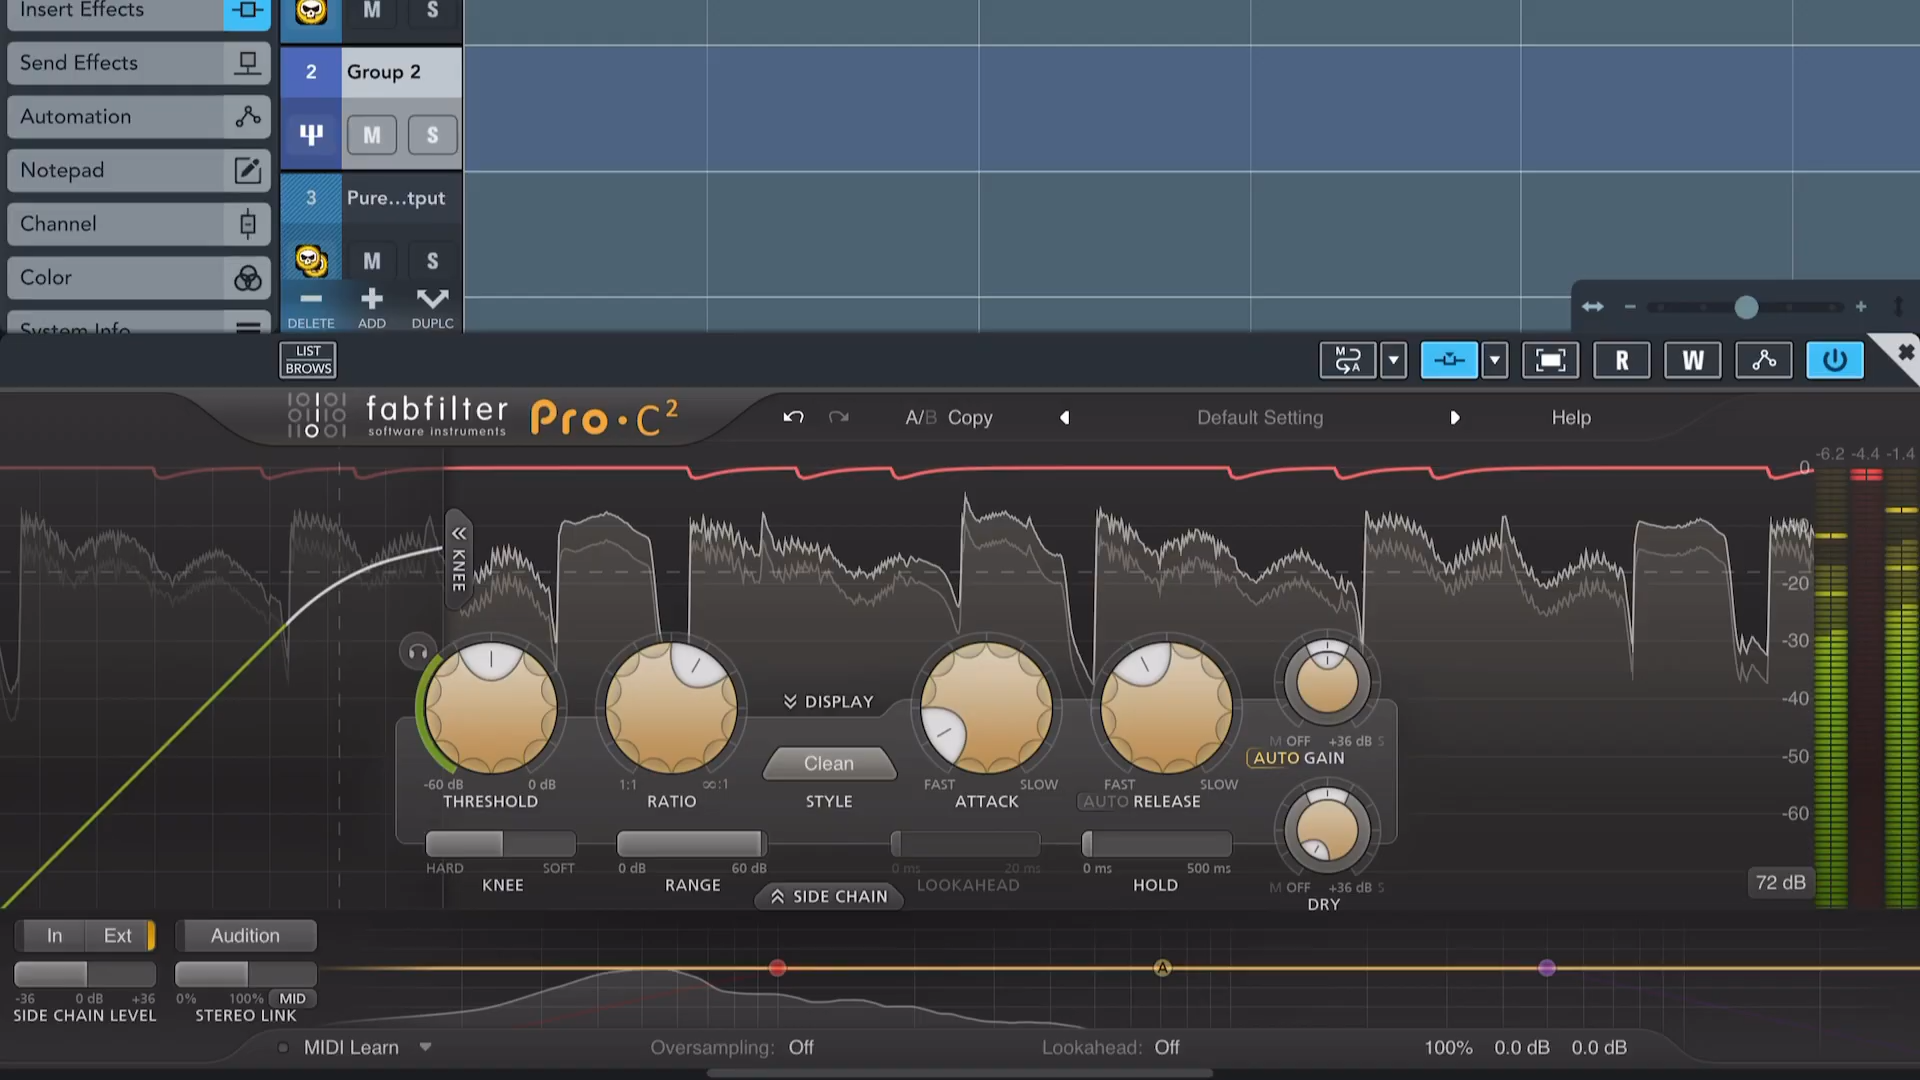 Insert Effects
M S
Send Effects
2 Group 2
Automation
M S
Notepad
3 Pure...tput
Channel
M S
Color
DELETE ADD DUPLC
System Info
LIST
BROWS
M
A
R W
fabfilter
software instruments
Pro·C²
A/B Copy
Default Setting
Help
-6.2 -4.4 -1.4
0
-20
-30
-40
-50
-60
72 dB
KNEE
DISPLAY
M OFF +36 dB S
AUTO GAIN
Clean
-60 dB 0 dB
THRESHOLD
1:1 ∞:1
RATIO
STYLE
FAST SLOW
ATTACK
FAST SLOW
AUTO RELEASE
HARD SOFT
KNEE
0 dB 60 dB
RANGE
0 ms 20 ms
LOOKAHEAD
0 ms 500 ms
HOLD
M OFF +36 dB S
DRY
SIDE CHAIN
In Ext
Audition
A
-36 0 dB +36
SIDE CHAIN LEVEL
0% 100% MID
STEREO LINK
MIDI Learn
Oversampling: Off
Lookahead: Off
100% 0.0 dB 0.0 dB